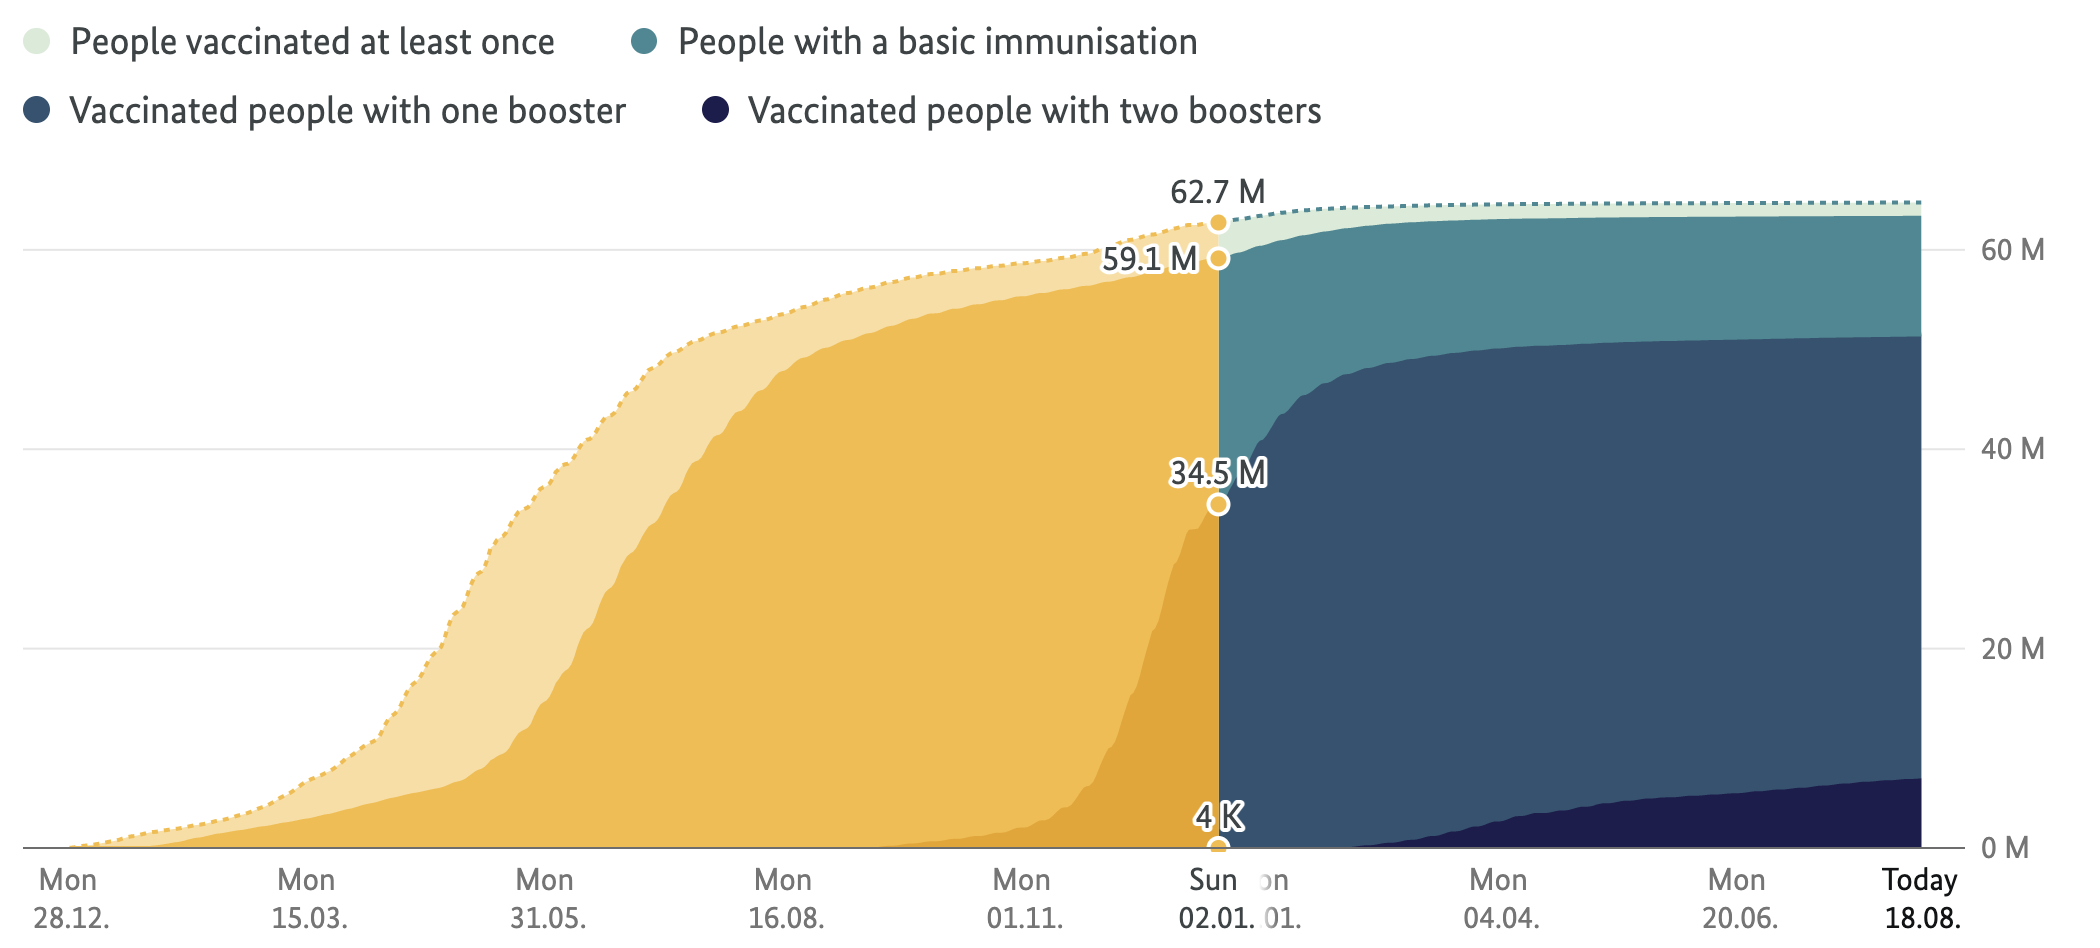 People vaccinated at least once People with a basic immunisation
Vaccinated people with one booster Vaccinated people with two boosters
62.7 M
59.1 M
60 M
34.5 M
40 M
20 M
4 K
0 M
Mon Mon Mon Mon Mon Sun on Mon Mon Today
28.12. 15.03. 31.05. 16.08. 01.11. 02.01. 01. 04.04. 20.06. 18.08.